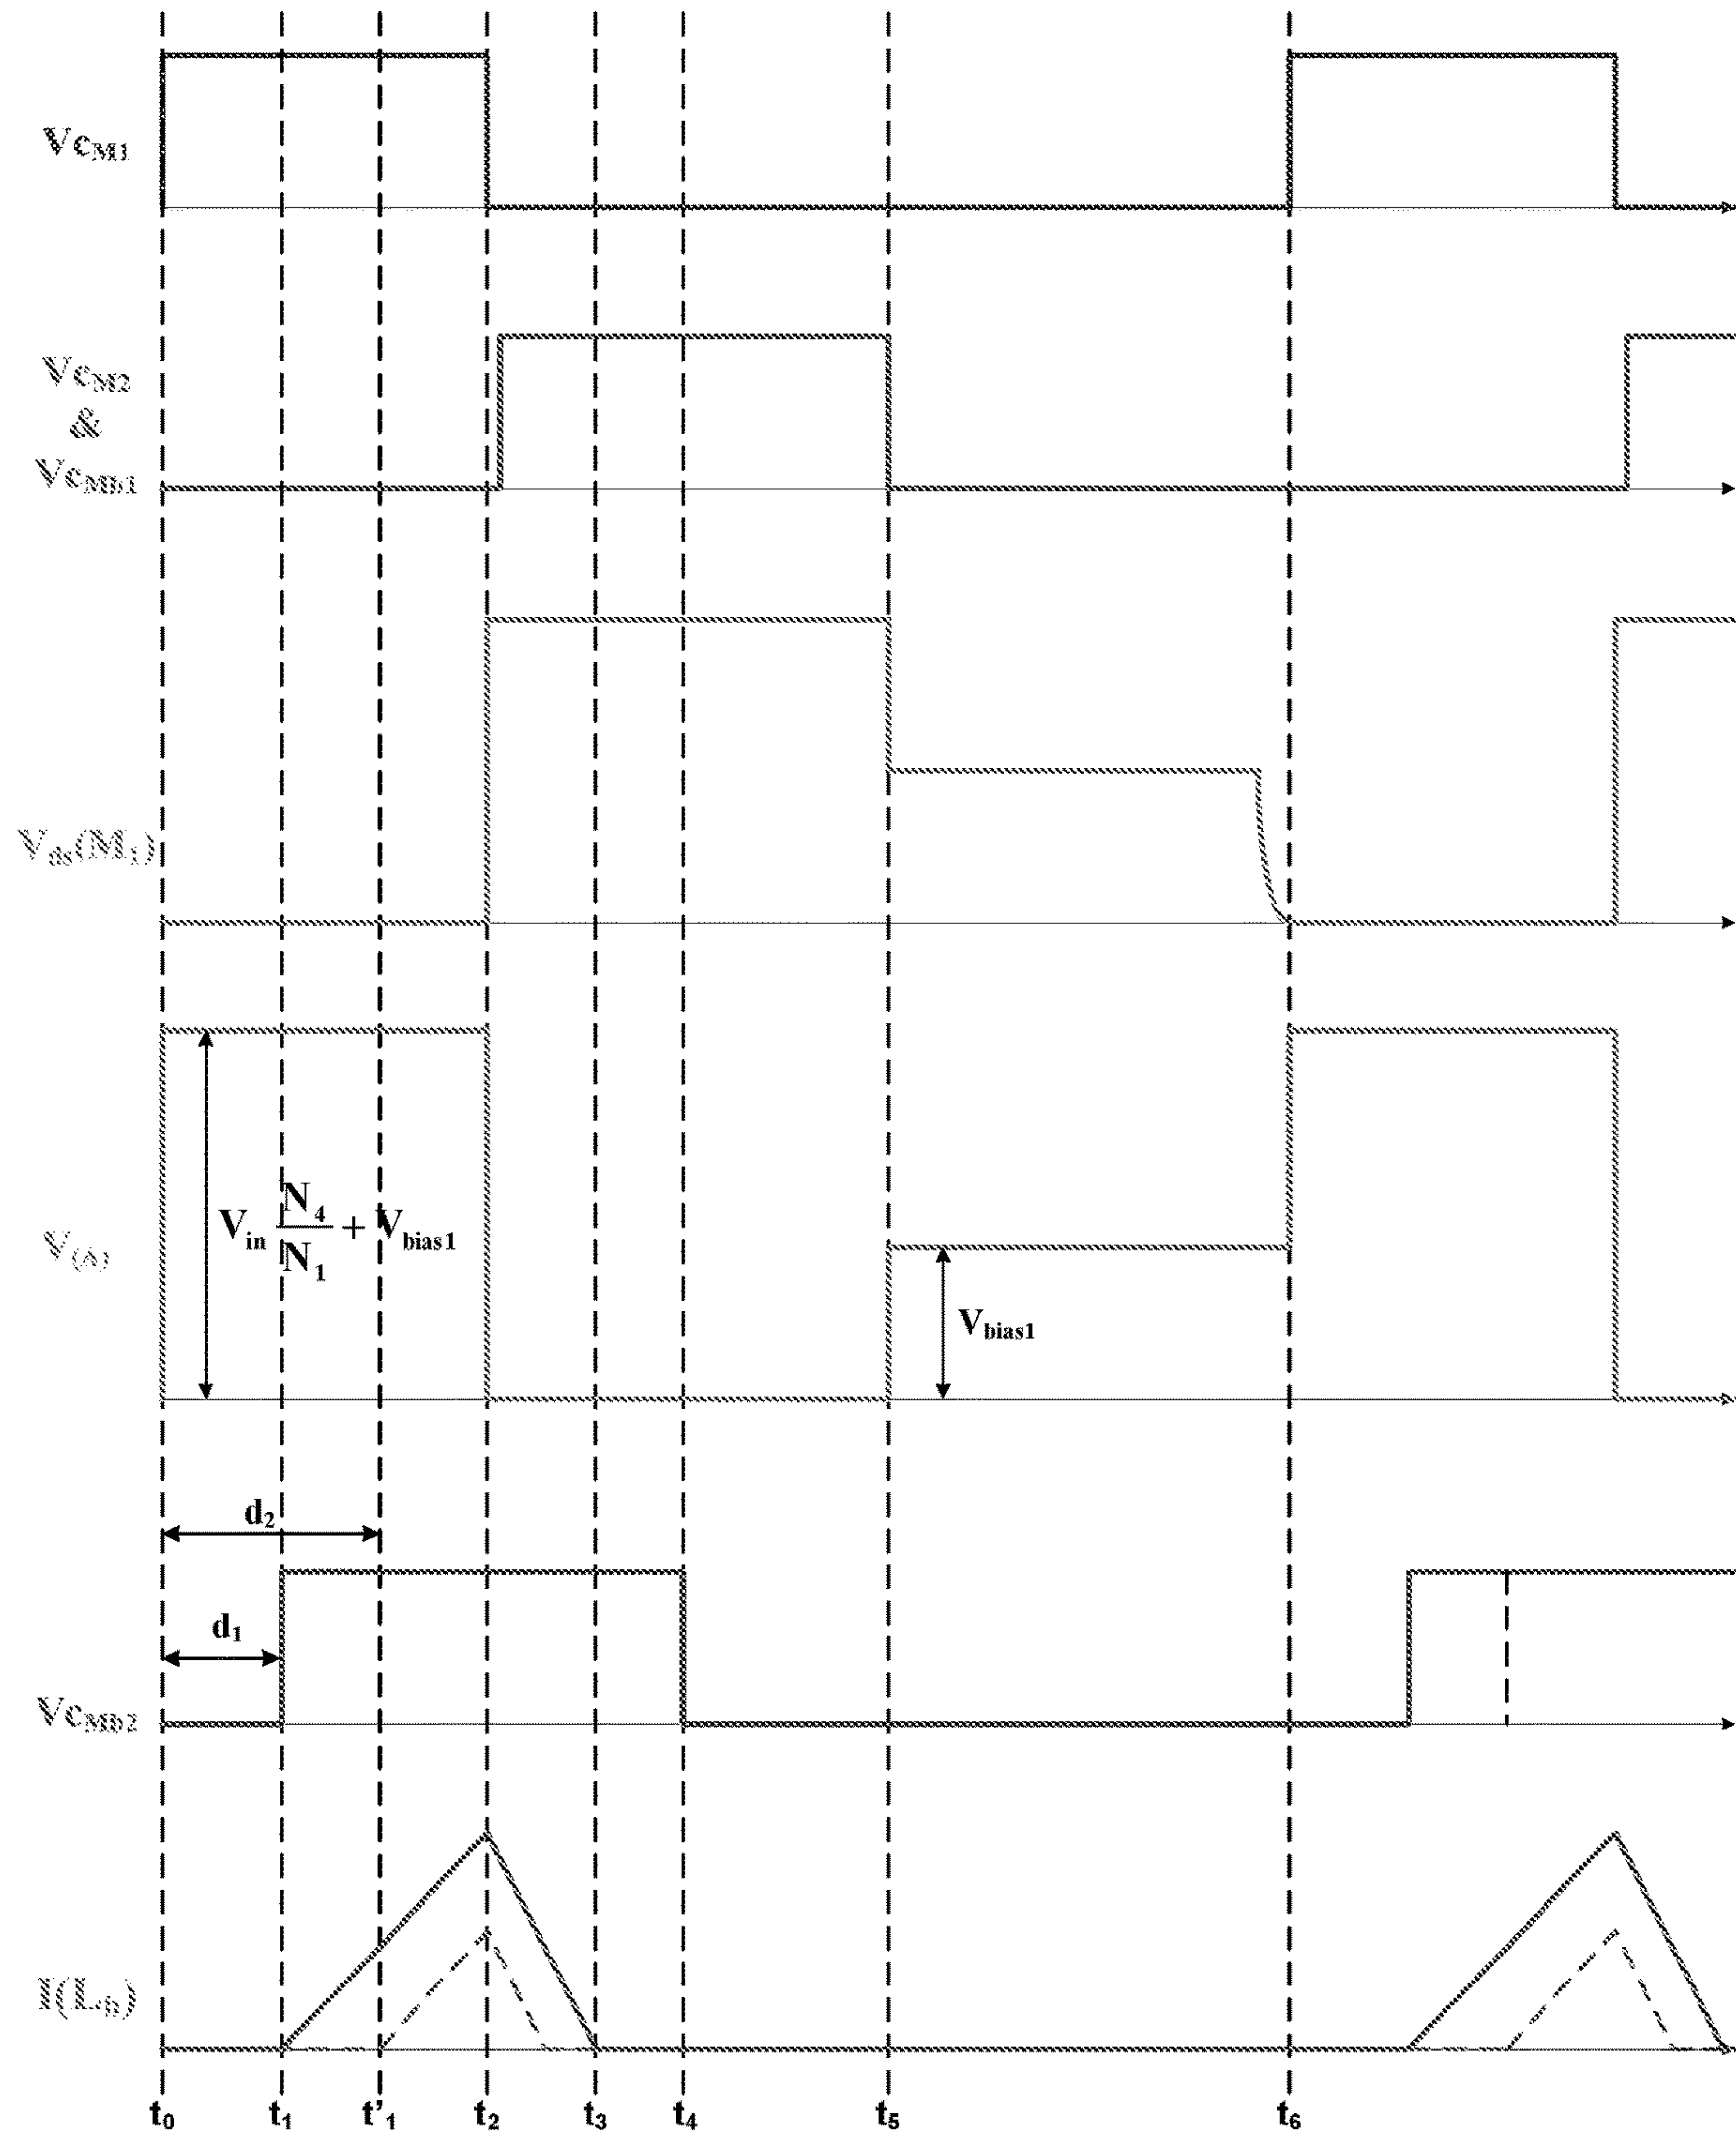 Vc_M1
Vc_M2
&
Vc_Mb1
V_ds(M_1)
V_in N_4/N_1 + V_bias1
V_(A)
V_bias1
d_2
d_1
Vc_Mb2
I(L_b)
t_0 t_1 t'_1 t_2 t_3 t_4 t_5 t_6